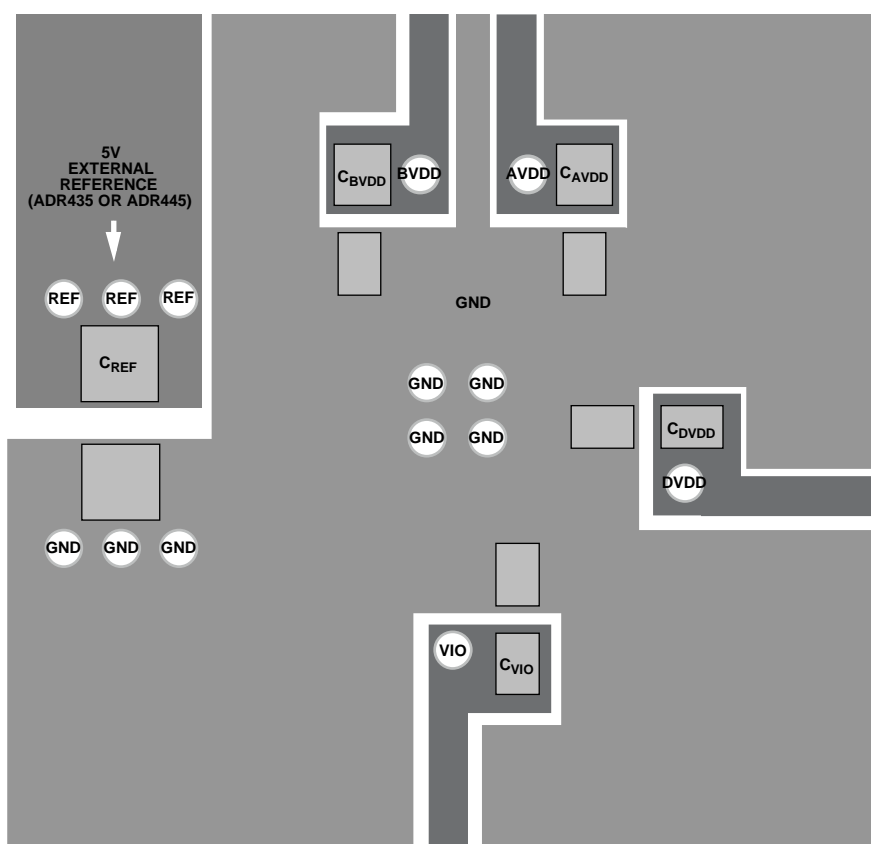 5V
EXTERNAL
REFERENCE
(ADR435 OR ADR445)
CBVDD
BVDD
AVDD
CAVDD
REF
REF
REF
GND
CREF
GND
GND
GND
GND
CDVDD
DVDD
GND
GND
GND
VIO
CVIO